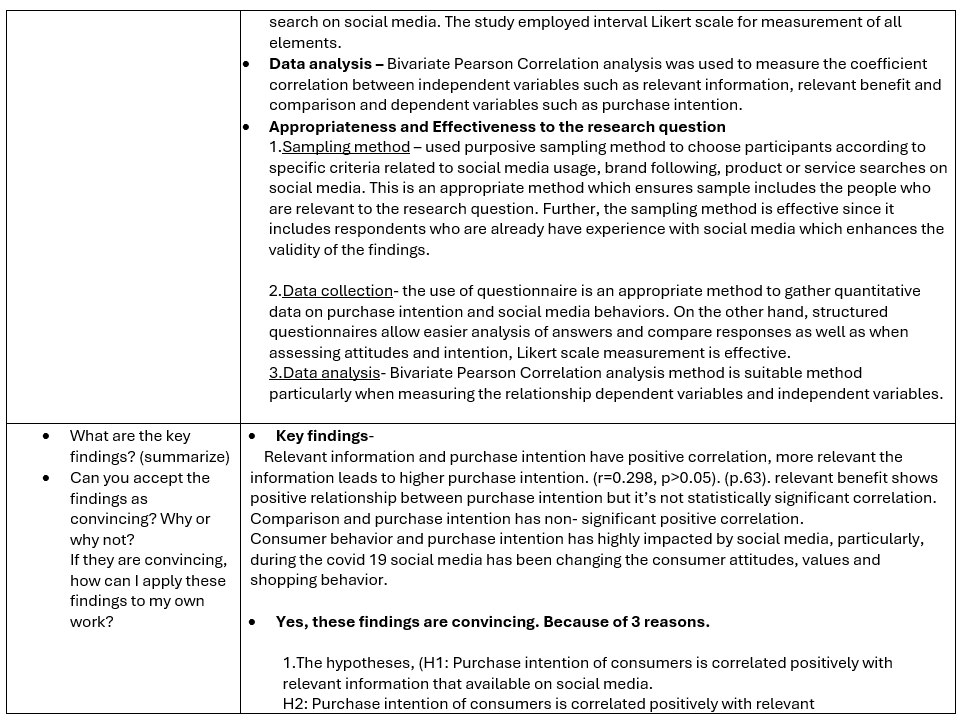 search on social media. The study employed interval Likert scale for measurement of all
elements.
• Data analysis – Bivariate Pearson Correlation analysis was used to measure the coefficient
correlation between independent variables such as relevant information, relevant benefit and
comparison and dependent variables such as purchase intention.
• Appropriateness and Effectiveness to the research question
1.Sampling method – used purposive sampling method to choose participants according to
specific criteria related to social media usage, brand following, product or service searches on
social media. This is an appropriate method which ensures sample includes the people who
are relevant to the research question. Further, the sampling method is effective since it
includes respondents who are already have experience with social media which enhances the
validity of the findings.
2.Data collection- the use of questionnaire is an appropriate method to gather quantitative
data on purchase intention and social media behaviors. On the other hand, structured
questionnaires allow easier analysis of answers and compare responses as well as when
assessing attitudes and intention, Likert scale measurement is effective.
3.Data analysis- Bivariate Pearson Correlation analysis method is suitable method
particularly when measuring the relationship dependent variables and independent variables.
• What are the key
findings? (summarize)
• Can you accept the
findings as
convincing? Why or
why not?
If they are convincing,
how can I apply these
findings to my own
work?
• Key findings-
Relevant information and purchase intention have positive correlation, more relevant the
information leads to higher purchase intention. (r=0.298, p>0.05). (p.63). relevant benefit shows
positive relationship between purchase intention but it’s not statistically significant correlation.
Comparison and purchase intention has non- significant positive correlation.
Consumer behavior and purchase intention has highly impacted by social media, particularly,
during the covid 19 social media has been changing the consumer attitudes, values and
shopping behavior.
• Yes, these findings are convincing. Because of 3 reasons.
1.The hypotheses, (H1: Purchase intention of consumers is correlated positively with
relevant information that available on social media.
H2: Purchase intention of consumers is correlated positively with relevant